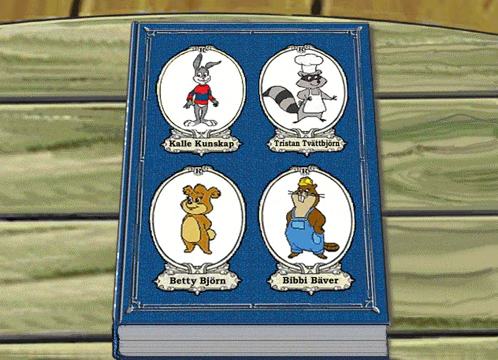 Kalle Kunskap
Tristan Tvättbjörn
Betty Björn
Bibbi Bäver